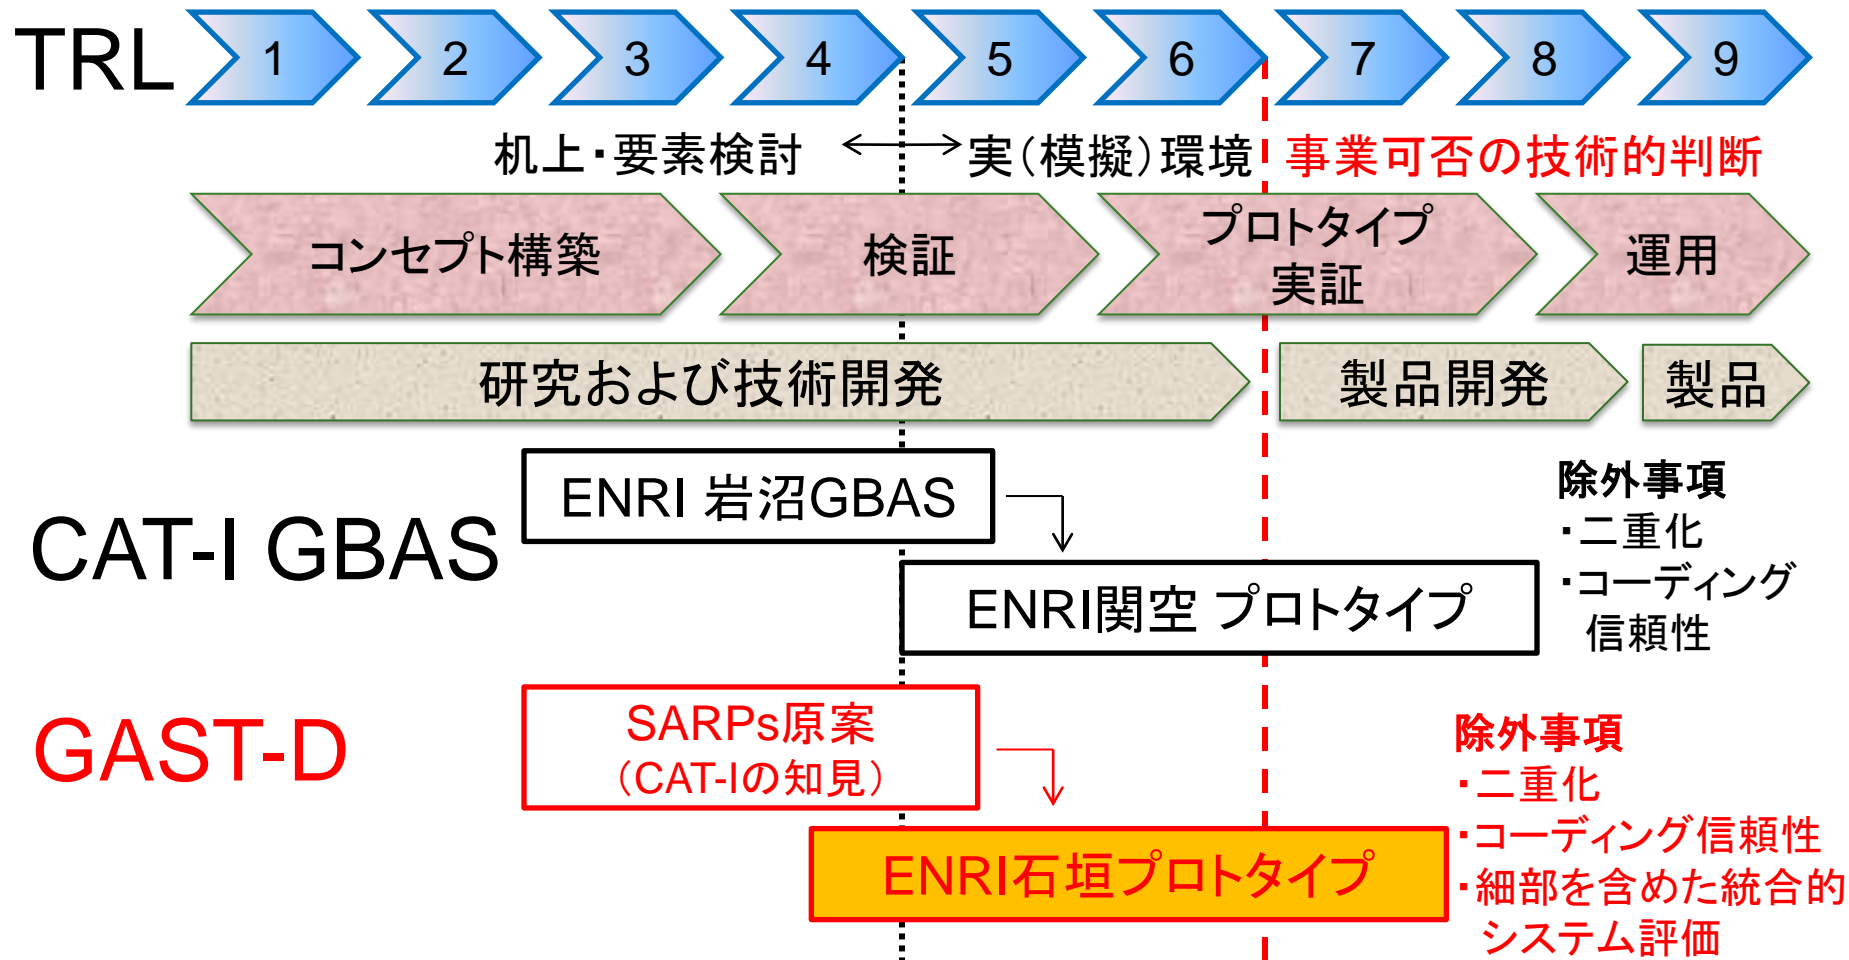 TRL 1 2 3 4 5 6 7 8 9
机上・要素検討 実（模擬）環境 事業可否の技術的判断
コンセプト構築 検証 プロトタイプ 実証 運用
研究および技術開発 製品開発 製品
CAT-I GBAS
ENRI 岩沼GBAS
ENRI関空 プロトタイプ
除外事項
・二重化
・コーディング
信頼性
GAST-D
SARPs原案
（CAT-Iの知見）
ENRI石垣プロトタイプ
除外事項
・二重化
・コーディング信頼性
・細部を含めた統合的
システム評価